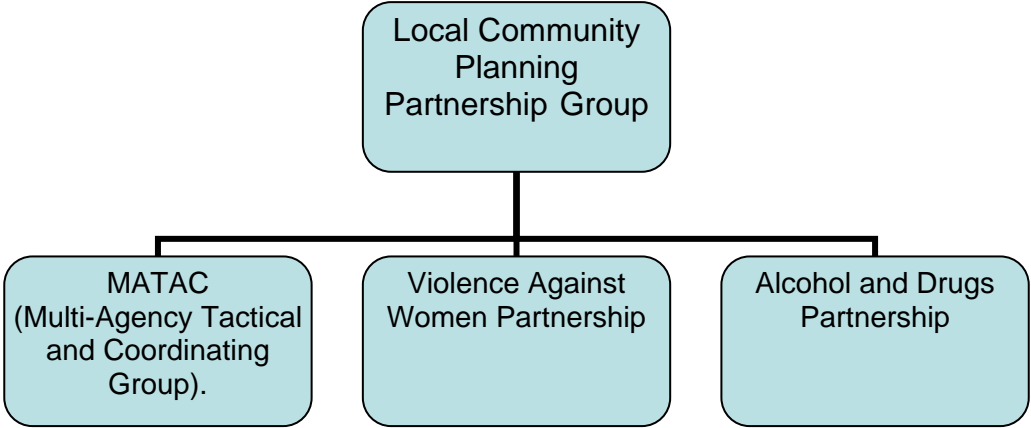 Local Community
Planning
Partnership Group
MATAC
(Multi-Agency Tactical
and Coordinating
Group).
Violence Against
Women Partnership
Alcohol and Drugs
Partnership